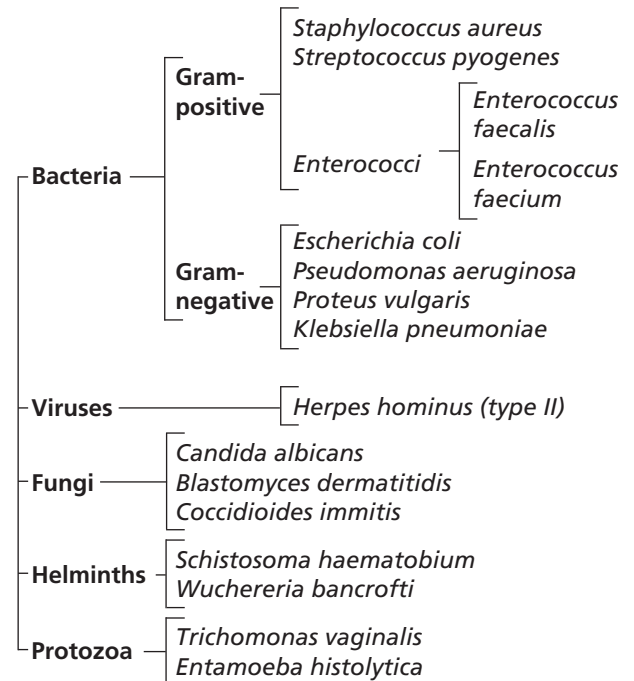 Staphylococcus aureus
Streptococcus pyogenes
Gram-
positive
Enterococcus
faecalis
Enterococci
Enterococcus
faecium
Bacteria
Escherichia coli
Gram-
negative
Pseudomonas aeruginosa
Proteus vulgaris
Klebsiella pneumoniae
Viruses
Herpes hominus (type II)
Fungi
Candida albicans
Blastomyces dermatitidis
Coccidioides immitis
Helminths
Schistosoma haematobium
Wuchereria bancrofti
Protozoa
Trichomonas vaginalis
Entamoeba histolytica